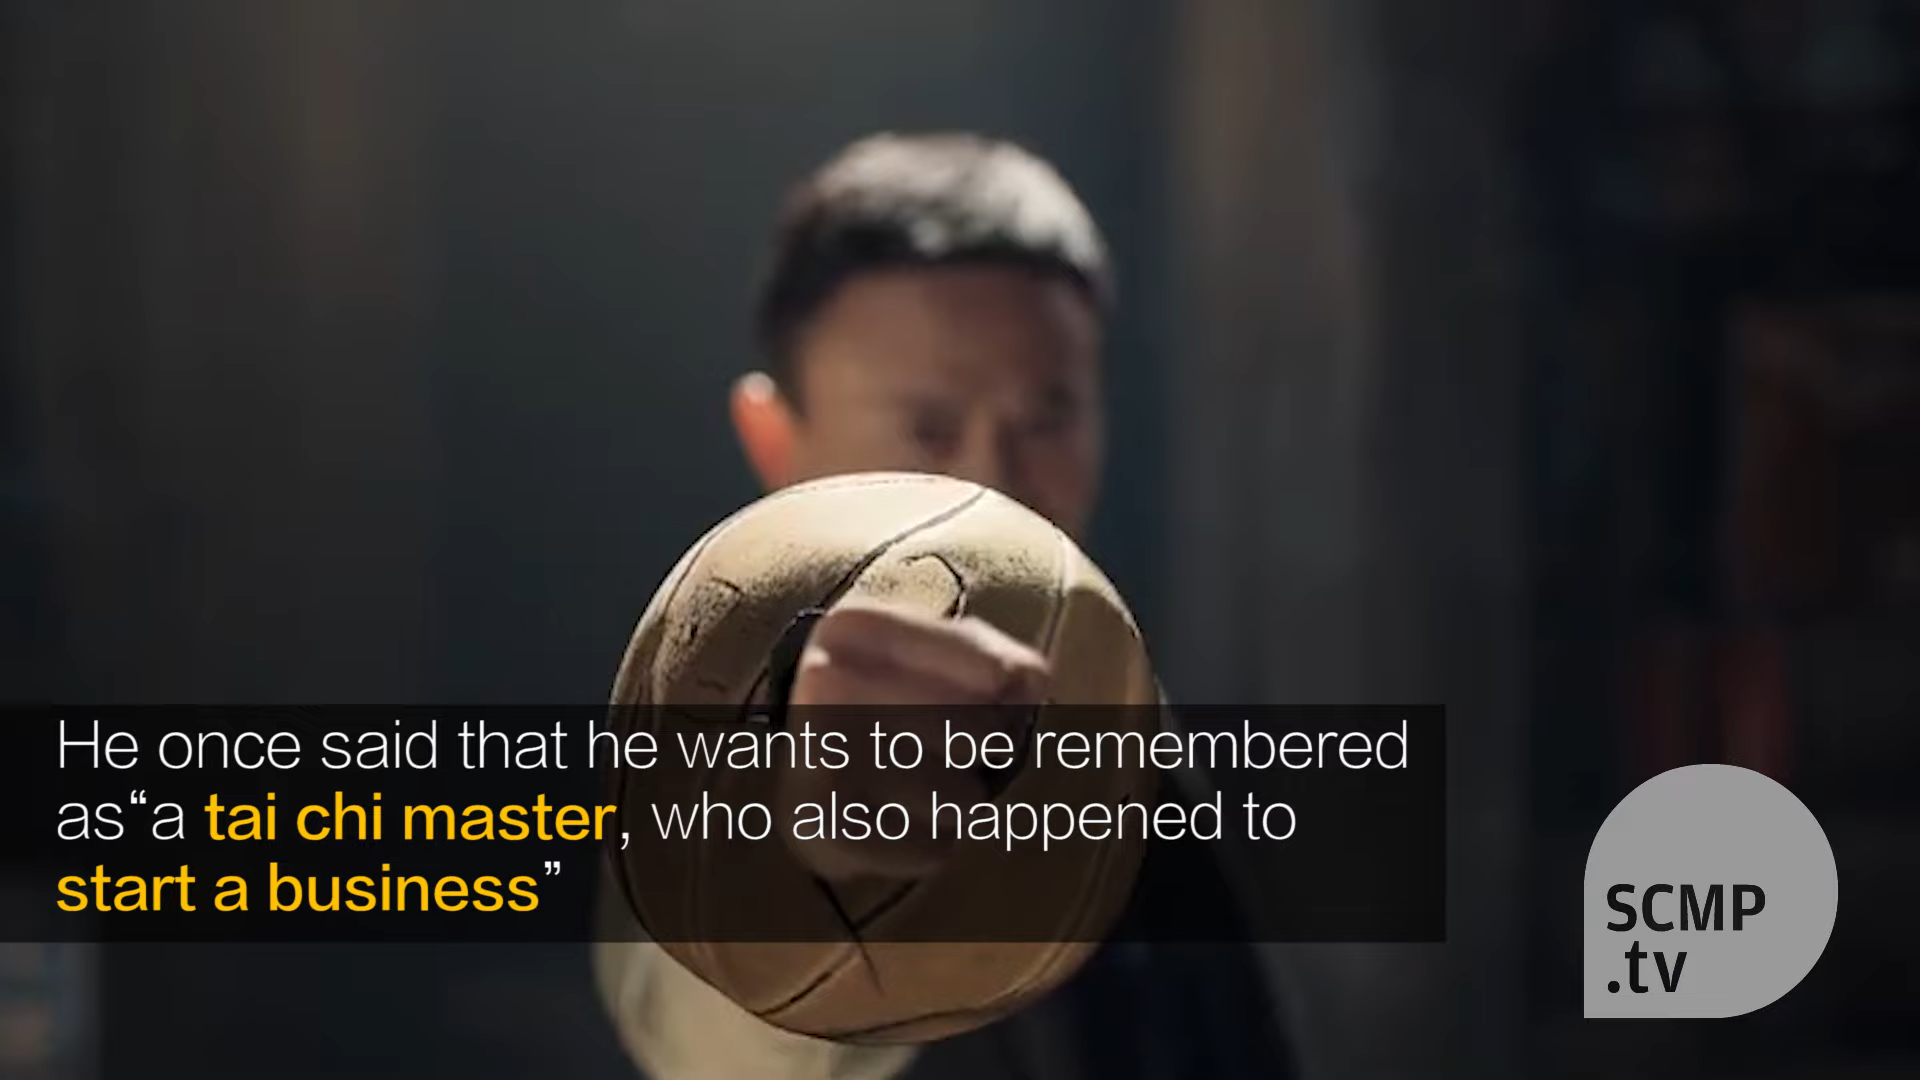 He once said that he wants to be remembered
as“a tai chi master, who also happened to
start a business”
SCMP
.tv